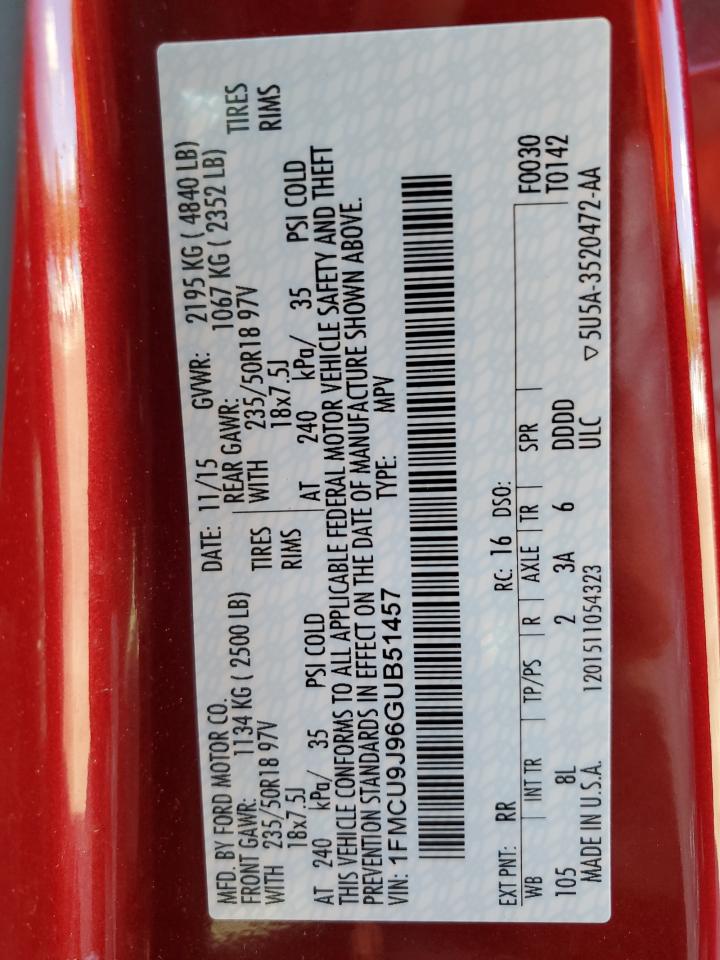 MFD. BY FORD MOTOR CO. DATE: 11/15 GVWR: 2195 KG ( 4840 LB)
FRONT GAWR: 1134 KG ( 2500 LB) REAR GAWR: 1067 KG ( 2352 LB)
WITH 235/50R18 97V TIRES WITH 235/50R18 97V TIRES
18x7.5J RIMS 18x7.5J RIMS
AT 240 kPa/ 35 PSI COLD AT 240 kPa/ 35 PSI COLD
THIS VEHICLE CONFORMS TO ALL APPLICABLE FEDERAL MOTOR VEHICLE SAFETY AND THEFT
PREVENTION STANDARDS IN EFFECT ON THE DATE OF MANUFACTURE SHOWN ABOVE.
VIN: 1FMCU9J96GUB51457 TYPE: MPV
EXT PNT: RR RC: 16 DSO: F0030
WB INT TR TP/PS R AXLE TR SPR T0142
105 8L 2 3A 6 DDDD
MADE IN U.S.A. 1201511054323 ULC ▽ 5U5A-3520472-AA